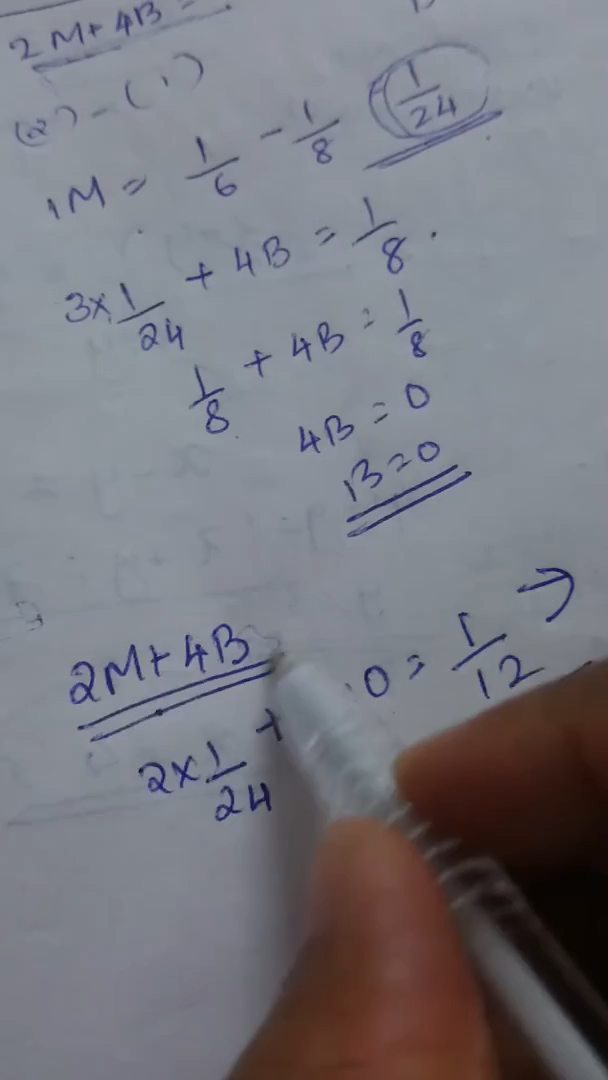 2M+4B =
(2) - (1)
1M = 1/6 - 1/8 1/24
3×1/24 + 4B = 1/8.
1/8 + 4B = 1/8
4B = 0
B=0
2M+4B
2×1/24 + 0 = 1/12 →